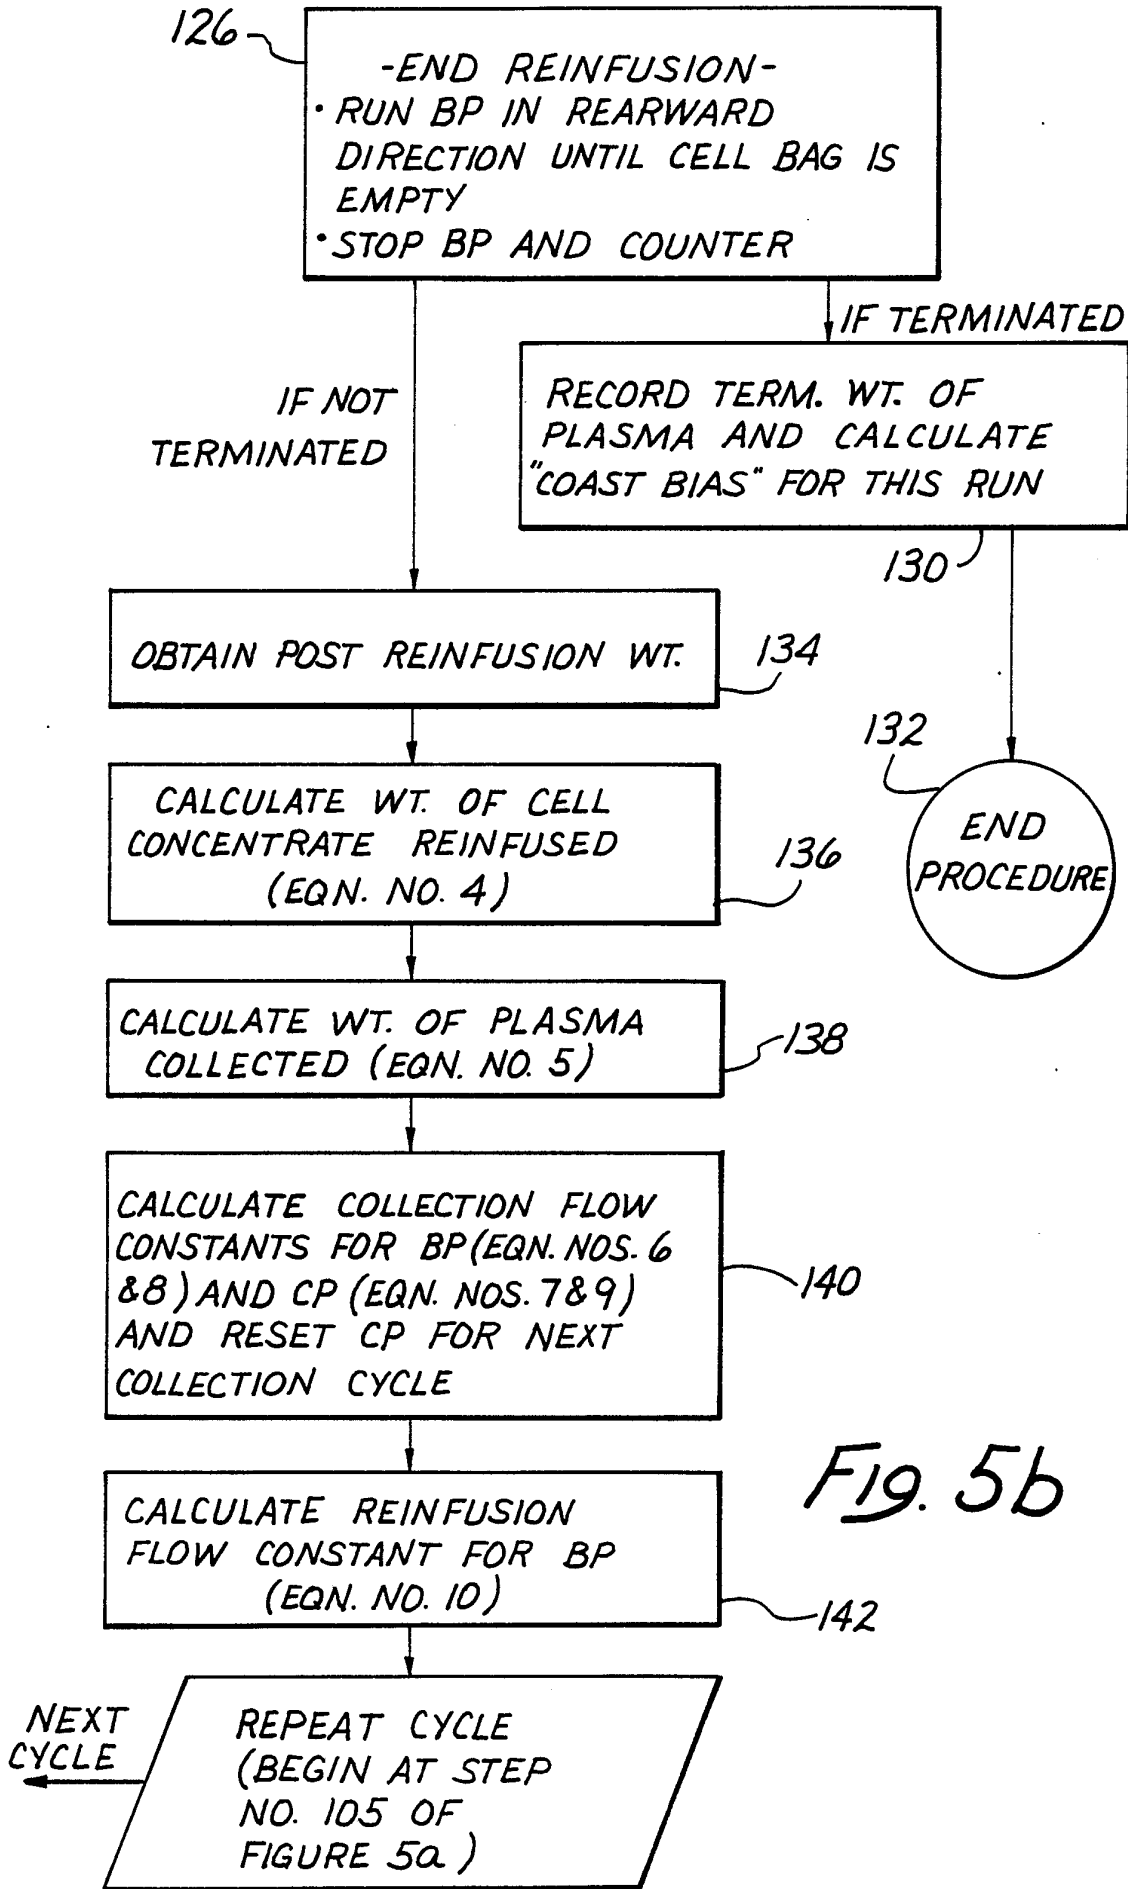 126
-END REINFUSION-
• RUN BP IN REARWARD
DIRECTION UNTIL CELL BAG IS
EMPTY
• STOP BP AND COUNTER
IF TERMINATED
IF NOT
TERMINATED
RECORD TERM. WT. OF
PLASMA AND CALCULATE
"COAST BIAS" FOR THIS RUN
130
OBTAIN POST REINFUSION WT.
134
132
END
PROCEDURE
CALCULATE WT. OF CELL
CONCENTRATE REINFUSED
(EQN. NO. 4)
136
CALCULATE WT. OF PLASMA
COLLECTED (EQN. NO. 5)
138
CALCULATE COLLECTION FLOW
CONSTANTS FOR BP (EQN. NOS. 6
&8) AND CP (EQN. NOS. 7&9)
AND RESET CP FOR NEXT
COLLECTION CYCLE
140
CALCULATE REINFUSION
FLOW CONSTANT FOR BP
(EQN. NO. 10)
142
Fig. 5b
NEXT
CYCLE
REPEAT CYCLE
(BEGIN AT STEP
NO. 105 OF
FIGURE 5a)